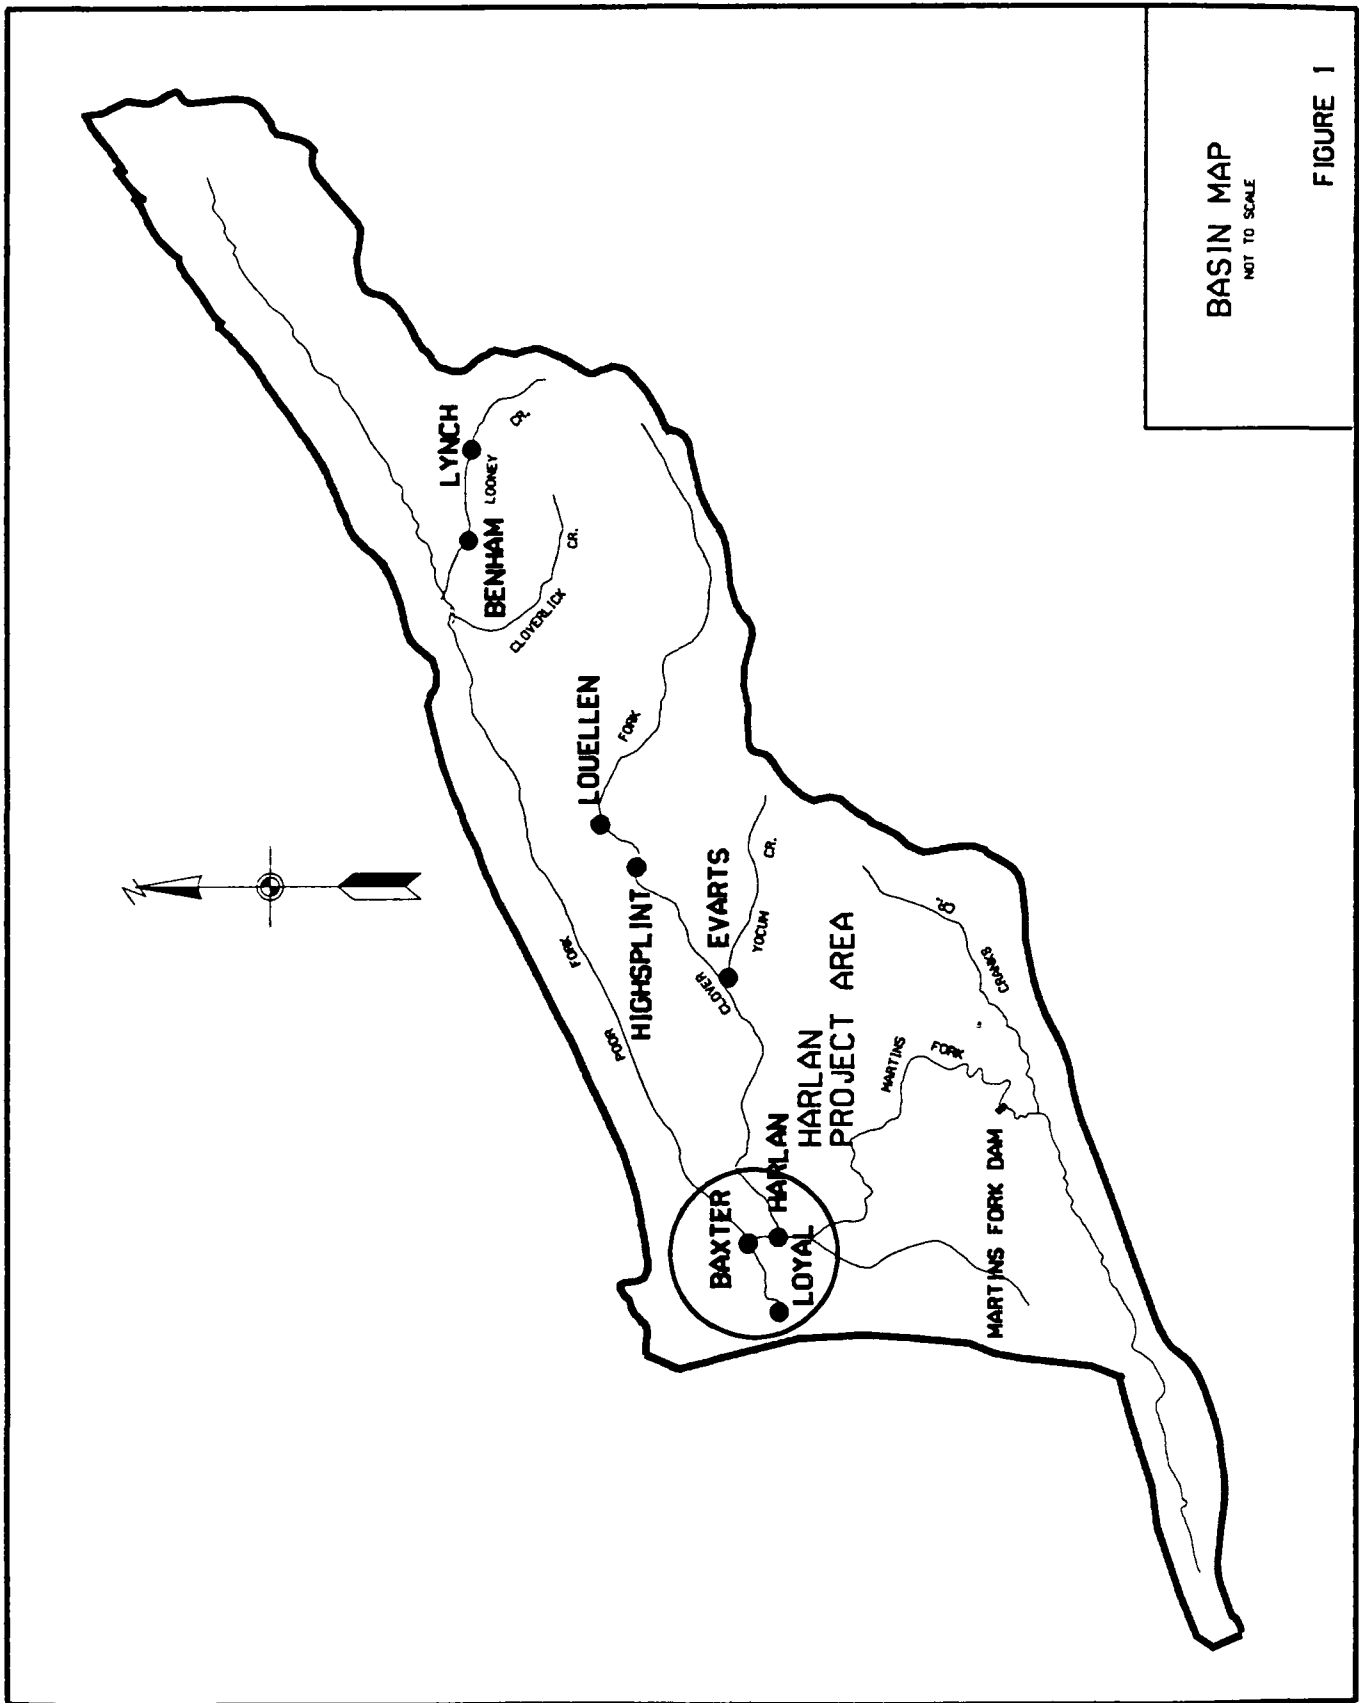 N
LYNCH
BENHAM
LOONEY
CR.
CLOVERLICK
CR.
LOUELLEN
FORK
HIGHSPLINT
POOR
FORK
EVARTS
CLOVER
YOCUM
CR.
HARLAN
PROJECT AREA
BAXTER
HARLAN
LOYAL
MARTINS
FORK
CRANKS
CR.
MARTINS FORK DAM
BASIN MAP
NOT TO SCALE
FIGURE 1